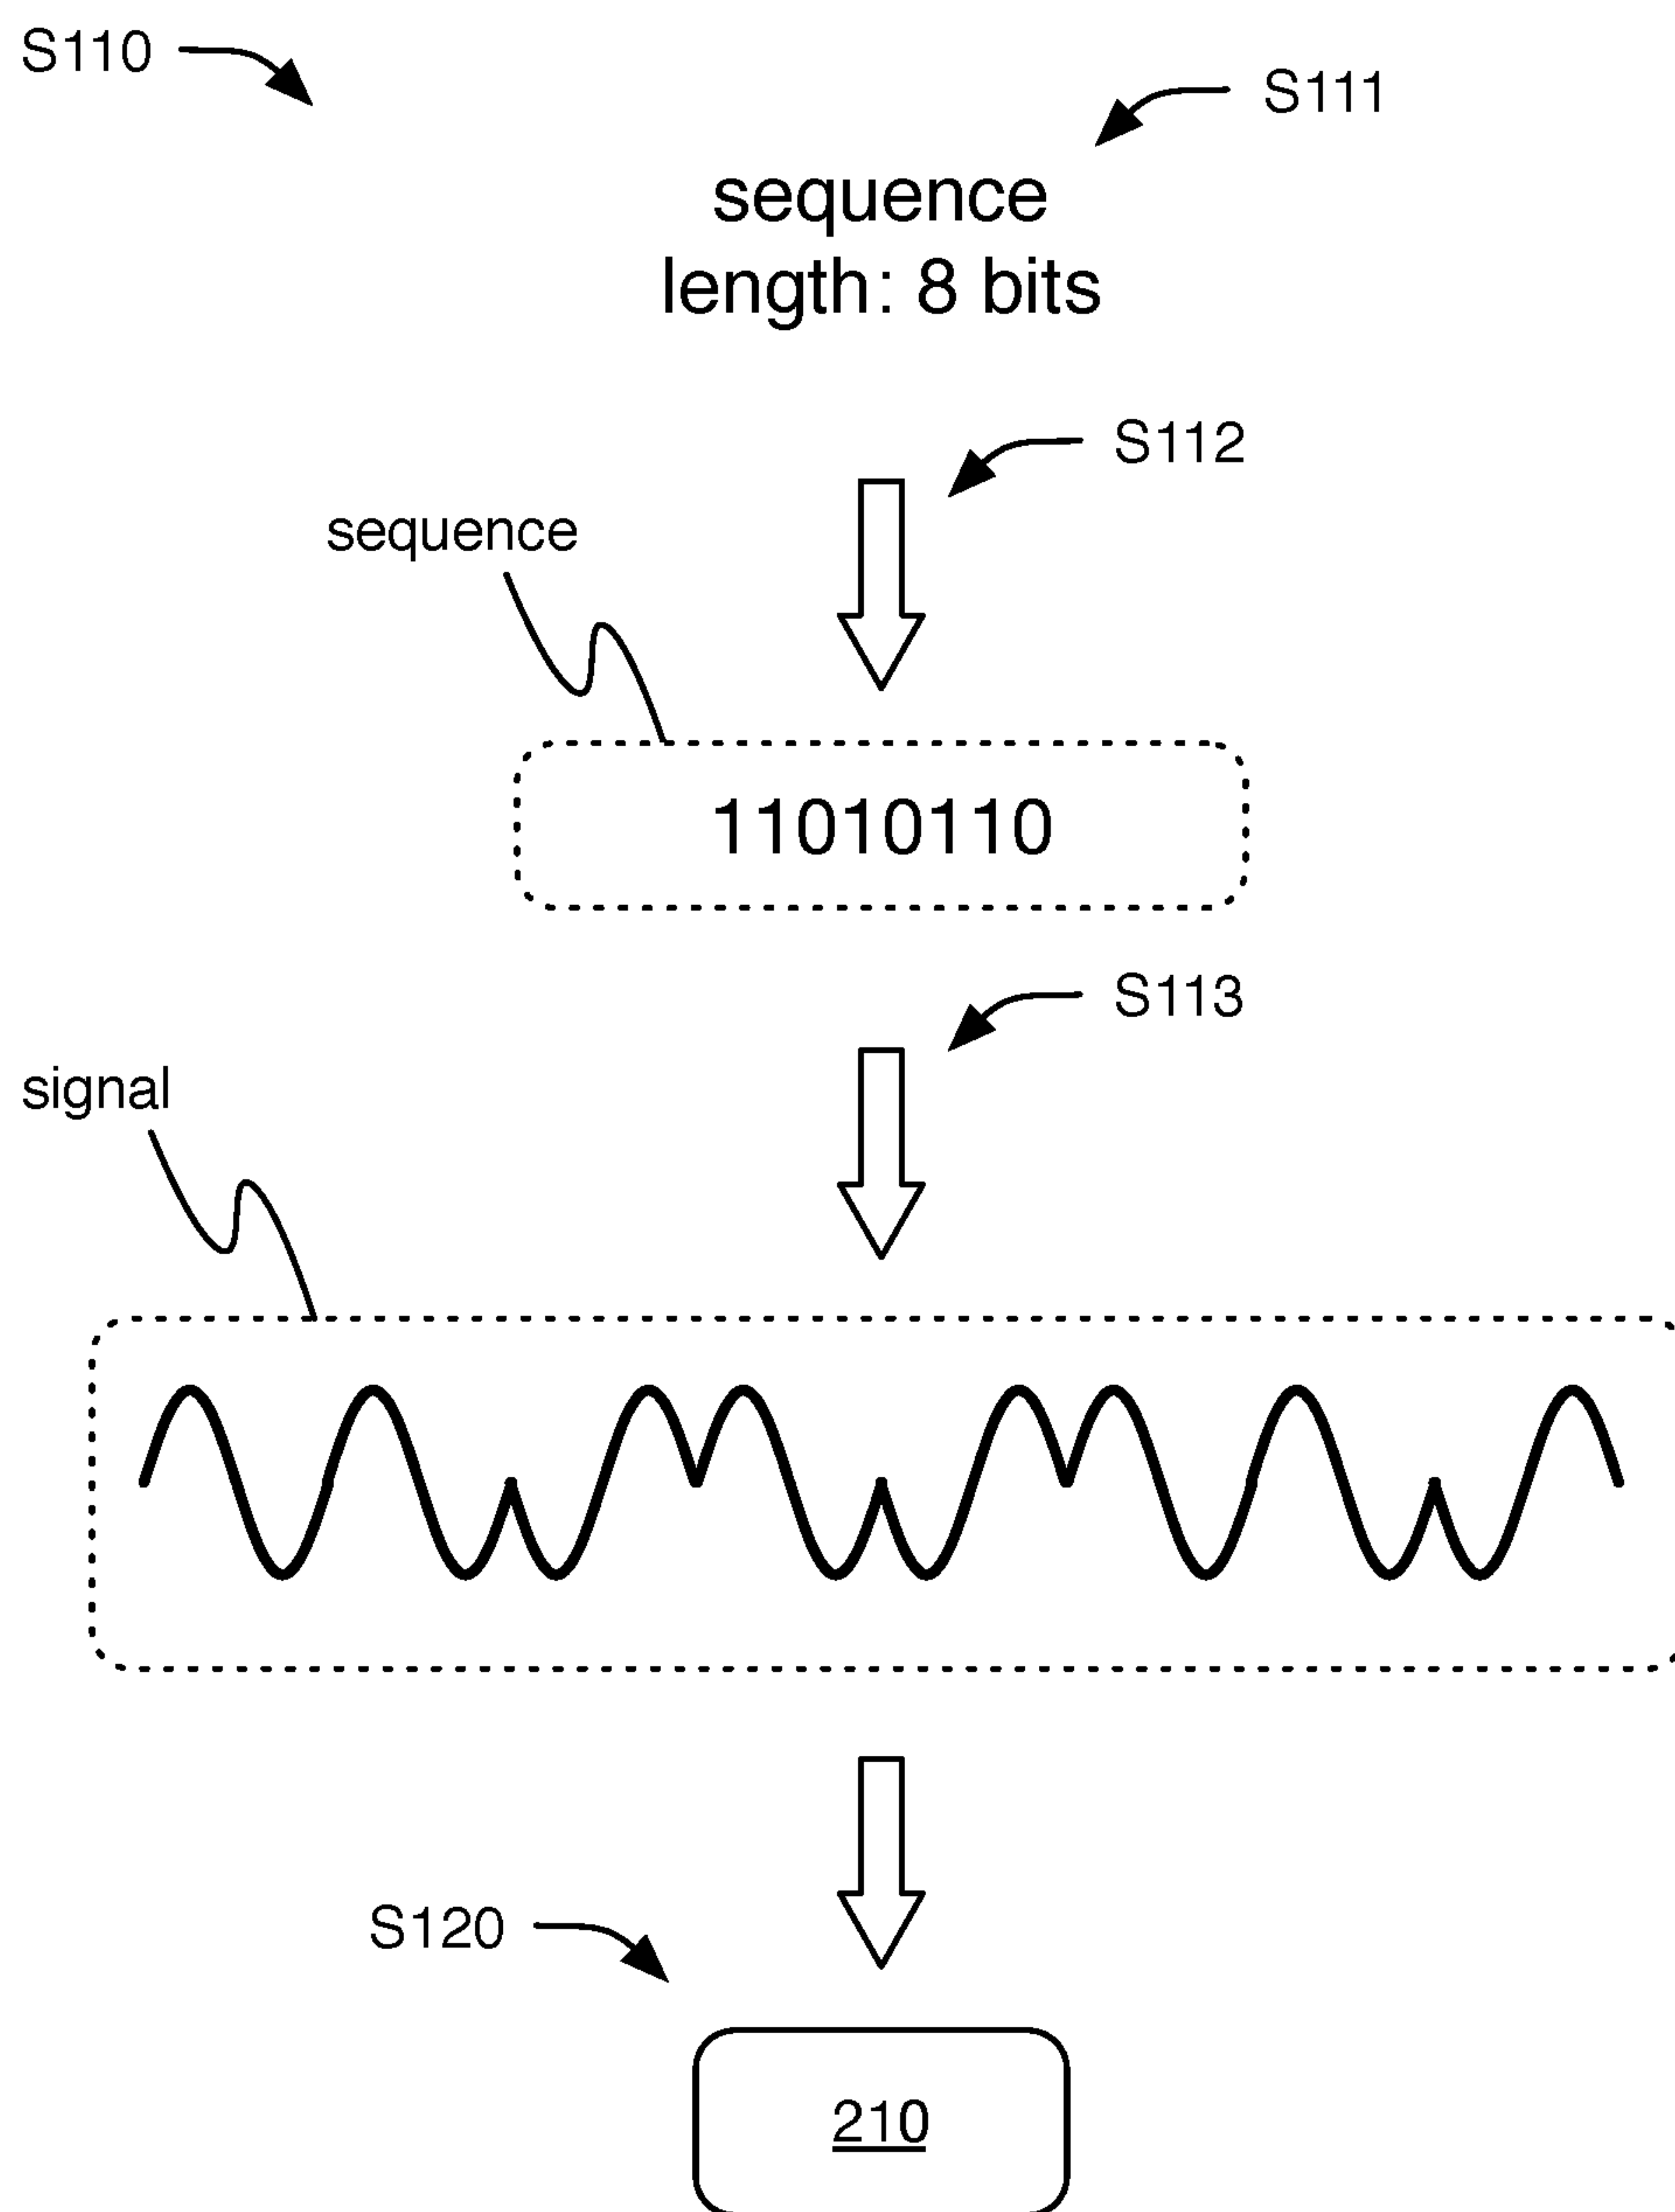 S110
S111
sequence
length: 8 bits
S112
sequence
11010110
S113
signal
S120
210